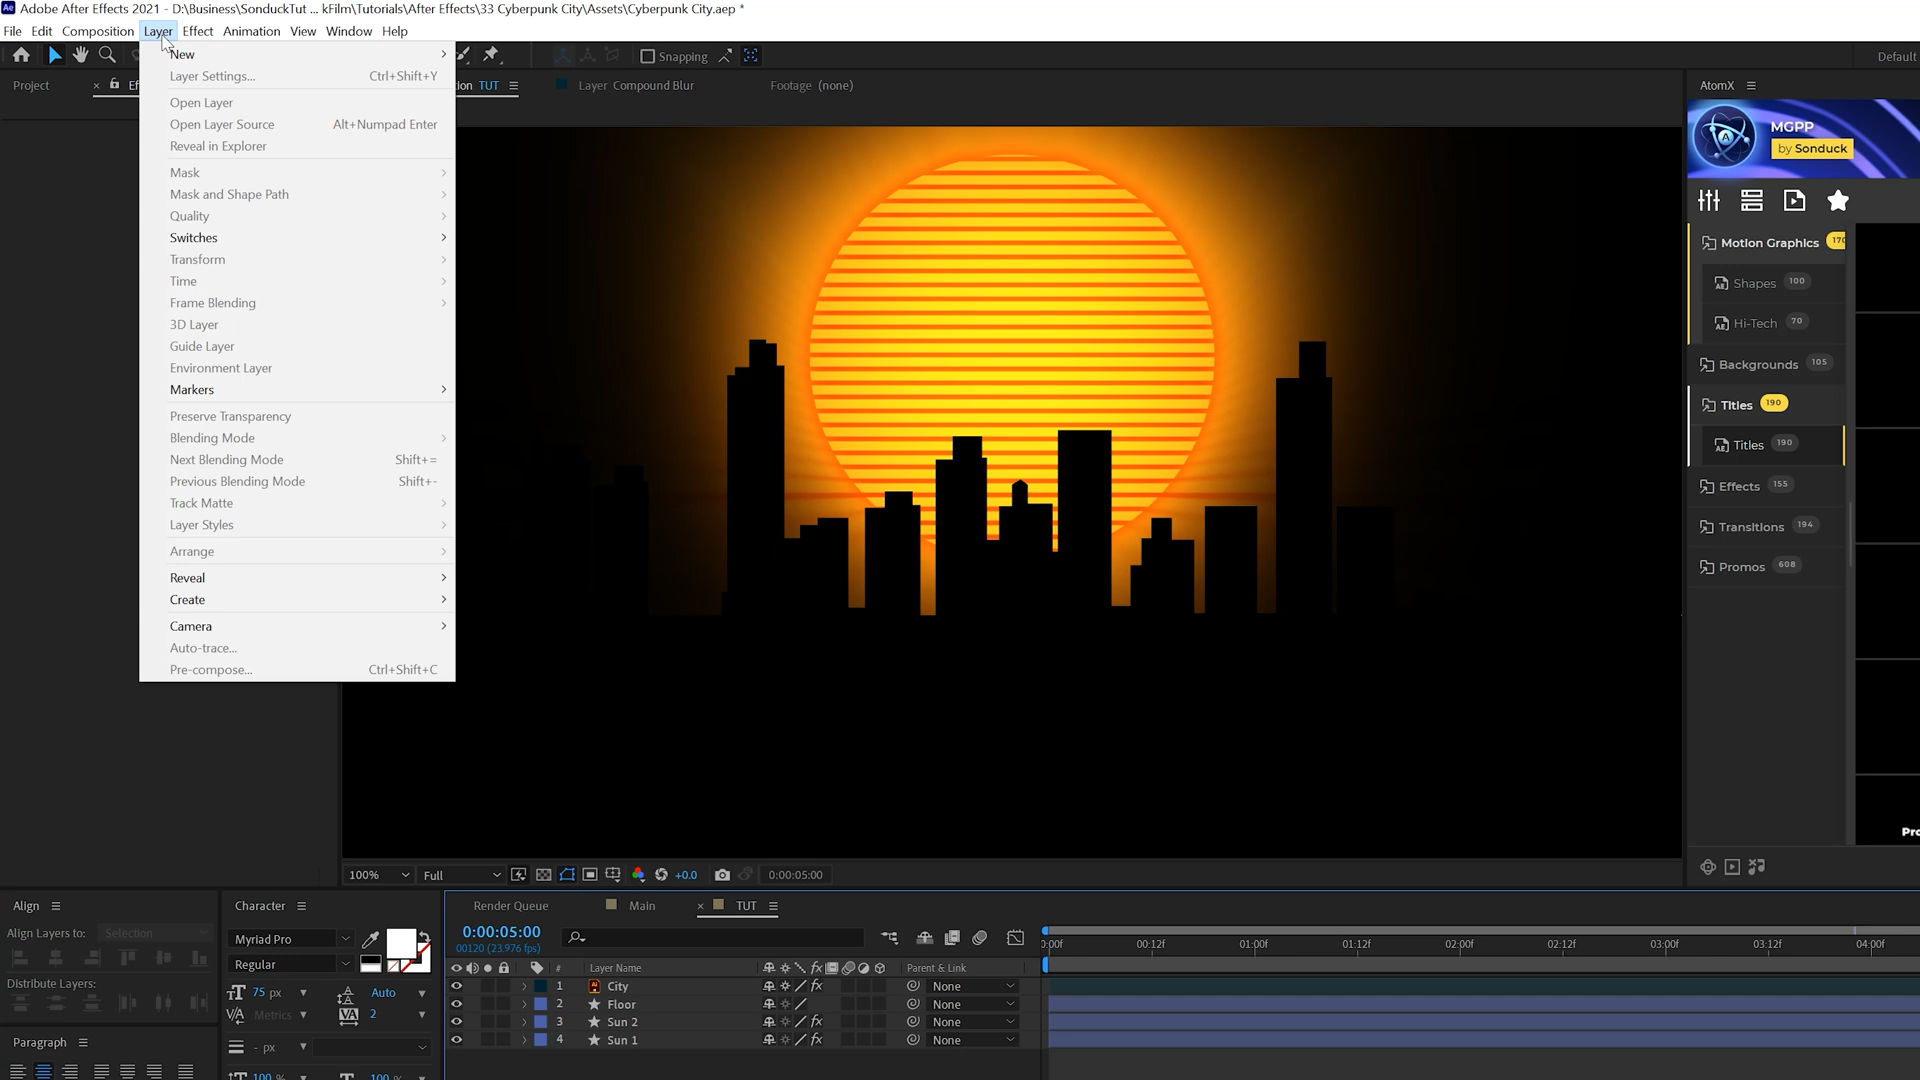 Adobe After Effects 2021 - D:\Business\SonduckTut ... kFilm\Tutorials\After Effects\33 Cyberpunk City\Assets\Cyberpunk City.aep *
File Edit Composition Layer Effect Animation View Window Help
Snapping
Default
Project
TUT
Layer Compound Blur
Footage (none)
AtomX
New
Layer Settings... Ctrl+Shift+Y
Open Layer
Open Layer Source Alt+Numpad Enter
Reveal in Explorer
Mask
Mask and Shape Path
Quality
Switches
Transform
Time
Frame Blending
3D Layer
Guide Layer
Environment Layer
Markers
Preserve Transparency
Blending Mode
Next Blending Mode Shift+=
Previous Blending Mode Shift+-
Track Matte
Layer Styles
Arrange
Reveal
Create
Camera
Auto-trace...
Pre-compose... Ctrl+Shift+C
MGPP
by Sonduck
Motion Graphics
Shapes 100
Hi-Tech 70
Backgrounds 105
Titles 190
Titles 190
Effects 155
Transitions 194
Promos 608
100% Full +0.0 0:00:05:00
Align
Align Layers to: Selection
Distribute Layers:
Character
Myriad Pro
Regular
75 px Auto
Metrics 2
- px
Paragraph
100 % 100 %
Render Queue Main TUT
0:00:05:00
00120 (23.976 fps)
# Layer Name Parent & Link
1 City None
2 Floor None
3 Sun 2 None
4 Sun 1 None
0:00f 00:12f 01:00f 01:12f 02:00f 02:12f 03:00f 03:12f 04:00f